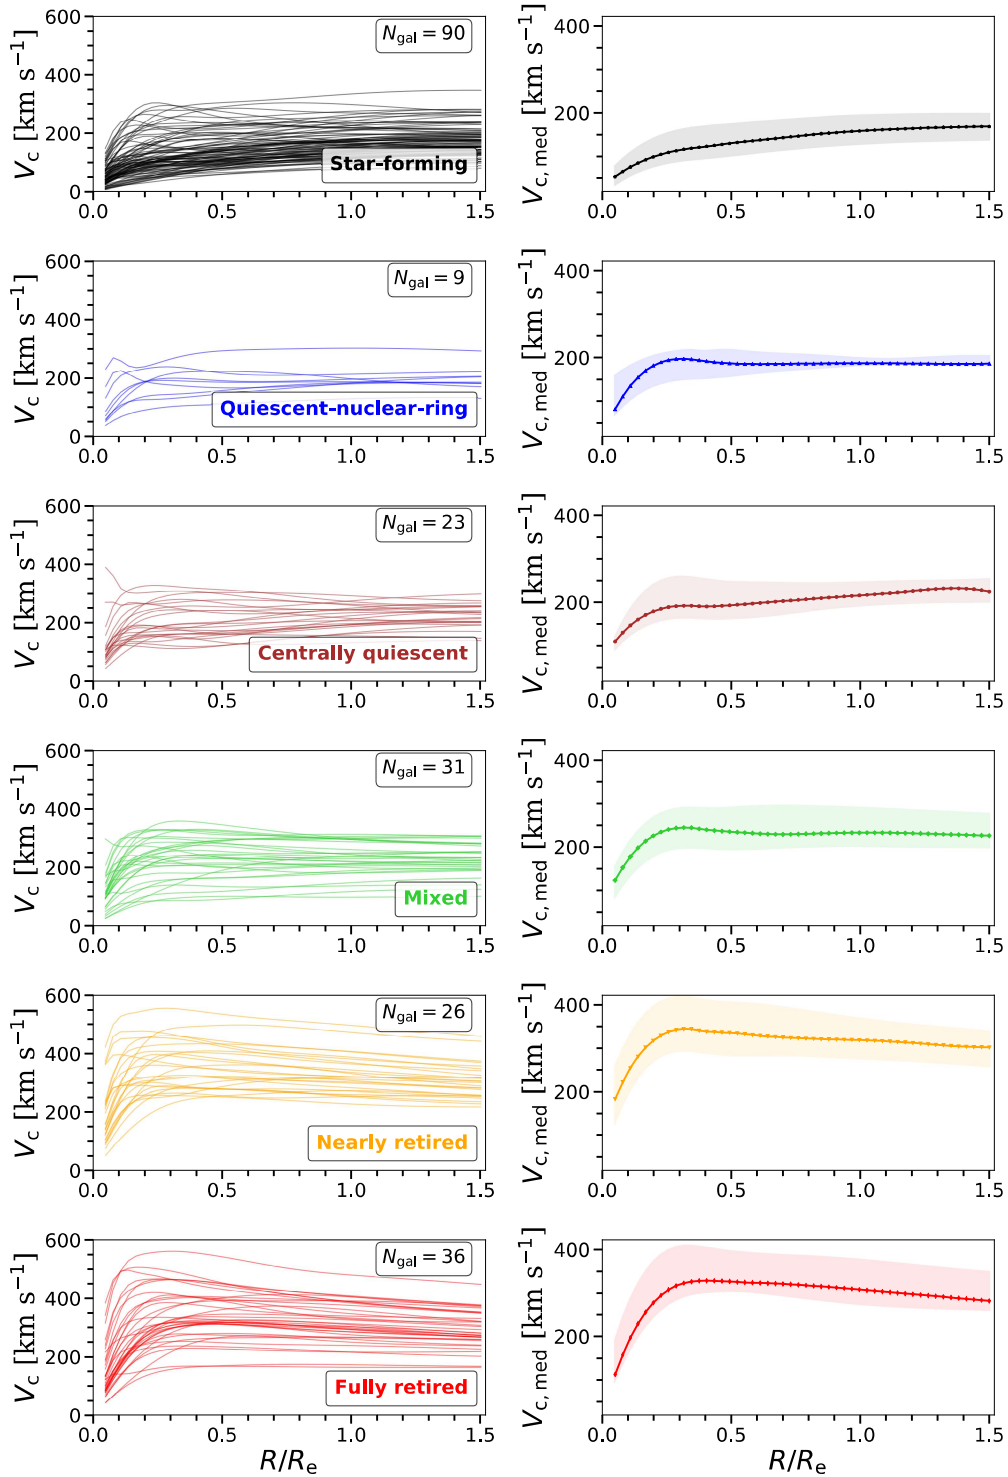 600
400
200
0
V_c [km s⁻¹]
N_gal = 90
Star-forming
0.0 0.5 1.0 1.5
400
200
V_c, med [km s⁻¹]
0.0 0.5 1.0 1.5
600
400
200
0
V_c [km s⁻¹]
N_gal = 9
Quiescent-nuclear-ring
0.0 0.5 1.0 1.5
400
200
V_c, med [km s⁻¹]
0.0 0.5 1.0 1.5
600
400
200
0
V_c [km s⁻¹]
N_gal = 23
Centrally quiescent
0.0 0.5 1.0 1.5
400
200
V_c, med [km s⁻¹]
0.0 0.5 1.0 1.5
600
400
200
0
V_c [km s⁻¹]
N_gal = 31
Mixed
0.0 0.5 1.0 1.5
400
200
V_c, med [km s⁻¹]
0.0 0.5 1.0 1.5
600
400
200
0
V_c [km s⁻¹]
N_gal = 26
Nearly retired
0.0 0.5 1.0 1.5
400
200
V_c, med [km s⁻¹]
0.0 0.5 1.0 1.5
600
400
200
0
V_c [km s⁻¹]
N_gal = 36
Fully retired
0.0 0.5 1.0 1.5
R/R_e
400
200
V_c, med [km s⁻¹]
0.0 0.5 1.0 1.5
R/R_e